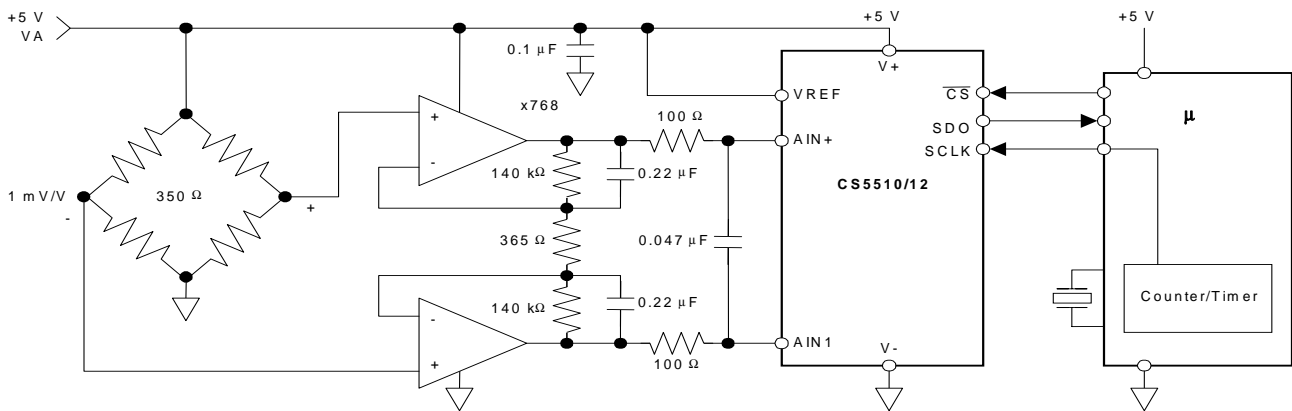 +5 V
VA
0.1 μF
+5 V
V+
+5 V
x768
VREF
CS
μ
+
-
100 Ω
AIN+
SDO
SCLK
140 kΩ
0.22 μF
CS5510/12
1 mV/V
-
350 Ω
+
365 Ω
0.047 μF
140 kΩ
0.22 μF
Counter/Timer
-
+
100 Ω
AIN1
V-